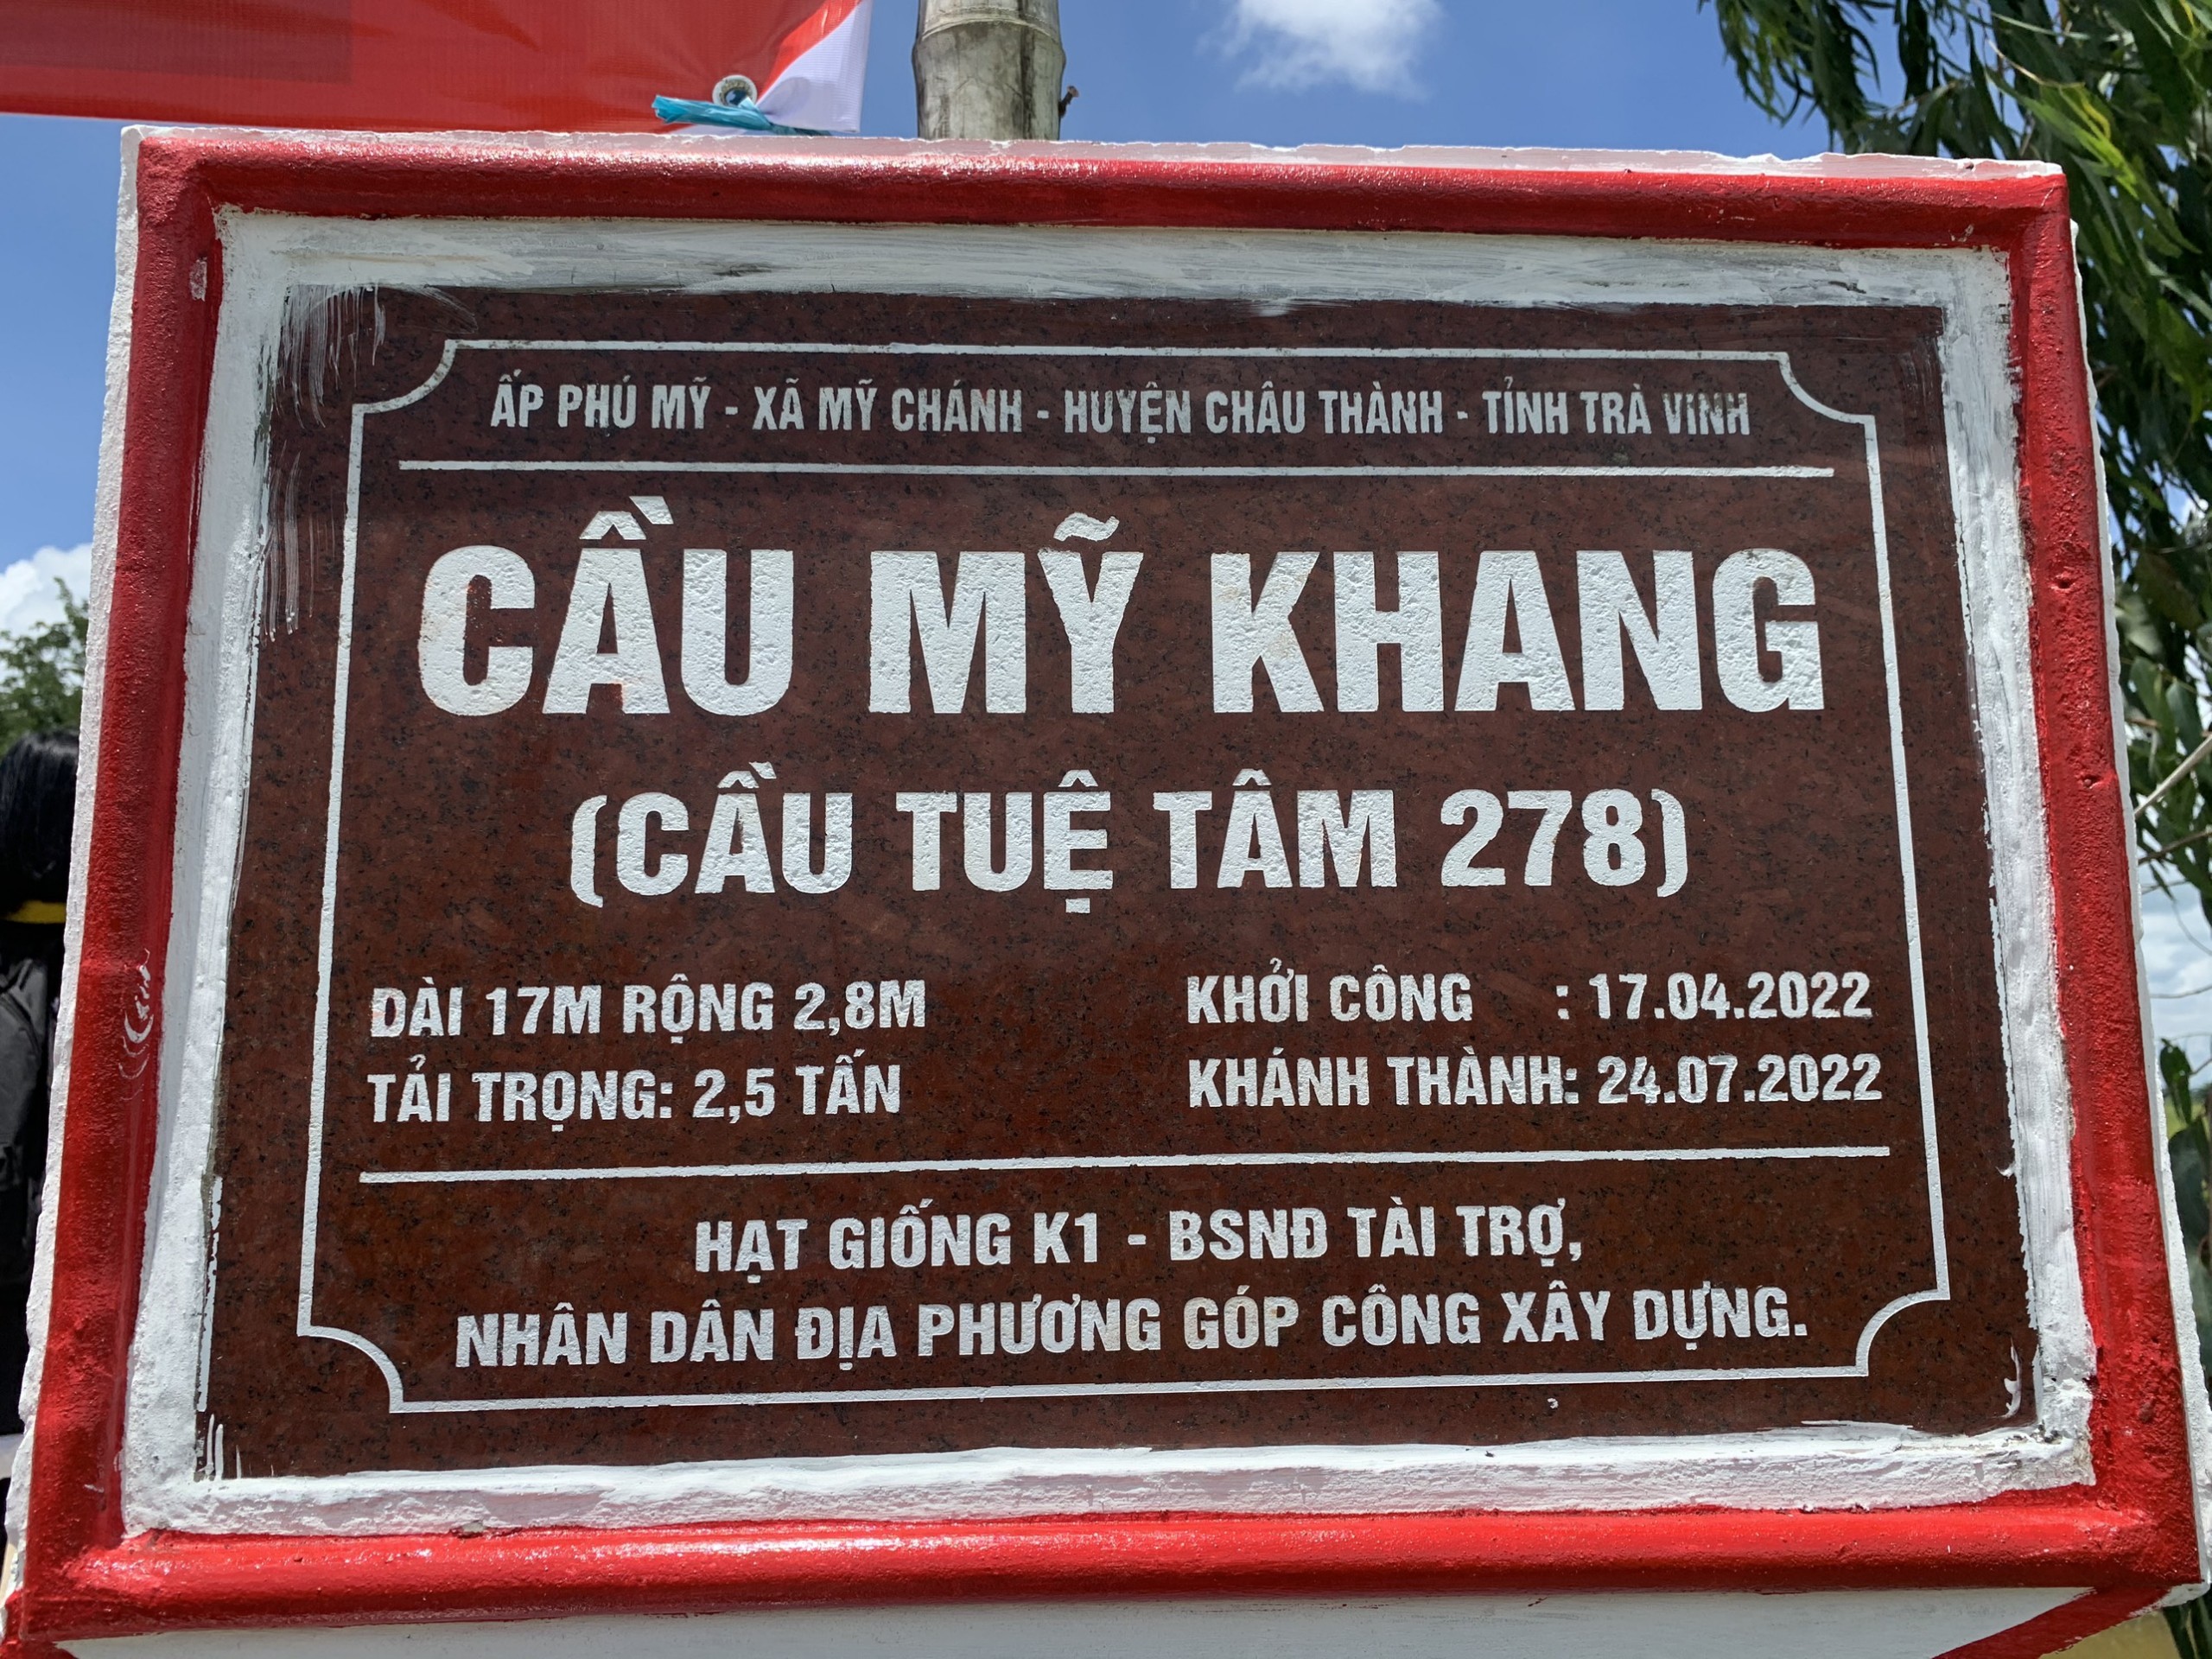 ẤP PHÚ MỸ - XÃ MỸ CHÁNH - HUYỆN CHÂU THÀNH - TỈNH TRÀ VINH
CẦU MỸ KHANG
(CẦU TUỆ TÂM 278)
DÀI 17M RỘNG 2,8M
TẢI TRỌNG: 2,5 TẤN
KHỞI CÔNG : 17.04.2022
KHÁNH THÀNH: 24.07.2022
HẠT GIỐNG K1 - BSNĐ TÀI TRỢ,
NHÂN DÂN ĐỊA PHƯƠNG GÓP CÔNG XÂY DỰNG.